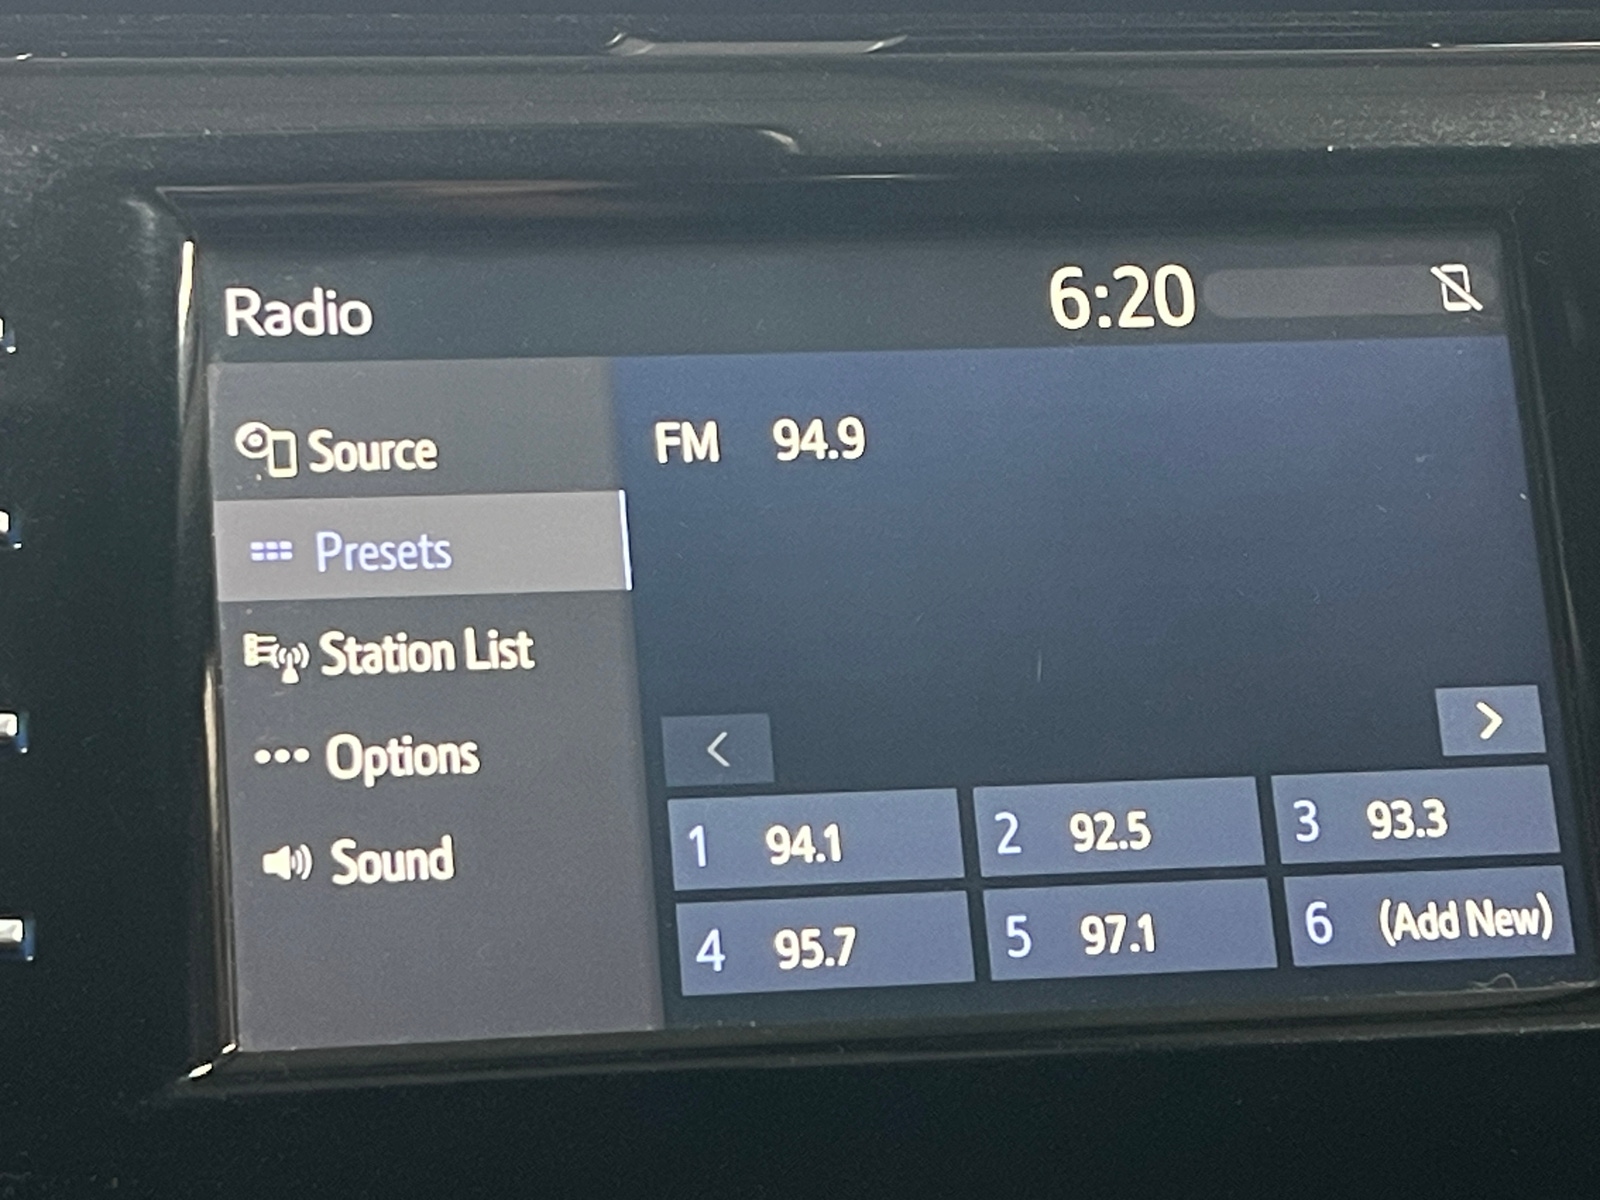 Radio 6:20
Source
FM 94.9
Presets
Station List
Options
Sound
<
>
1 94.1
2 92.5
3 93.3
4 95.7
5 97.1
6 (Add New)